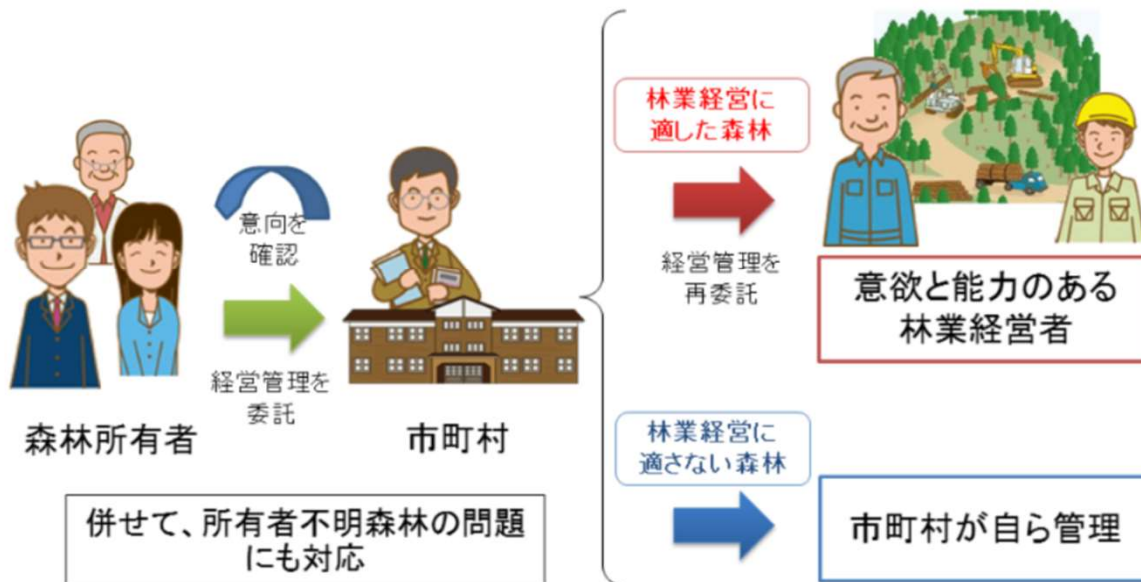 意向を
確認
経営管理を
委託
森林所有者
市町村
併せて、所有者不明森林の問題
にも対応
林業経営に
適した森林
経営管理を
再委託
意欲と能力のある
林業経営者
林業経営に
適さない森林
市町村が自ら管理